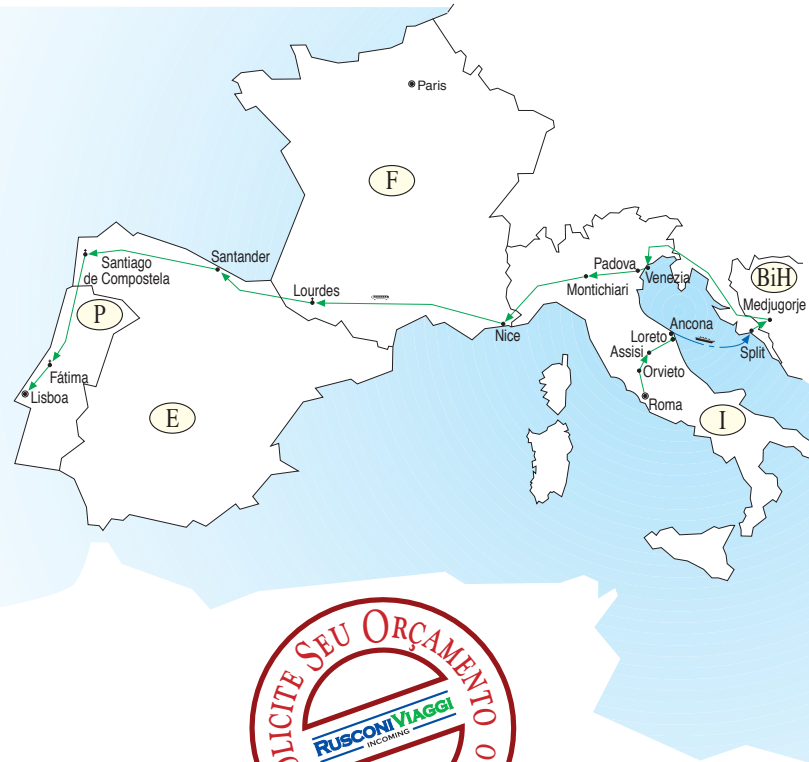 Paris
F
Santiago
de Compostela
Santander
Lourdes
Padova
Venezia
Montichiari
BiH
Medjugorje
P
Nice
Ancona
Loreto
Assisi
Split
Orvieto
Fátima
Lisboa
Roma
E
I
SEU ORÇAMENTO
RUSCONI VIAGGI
INCOMING